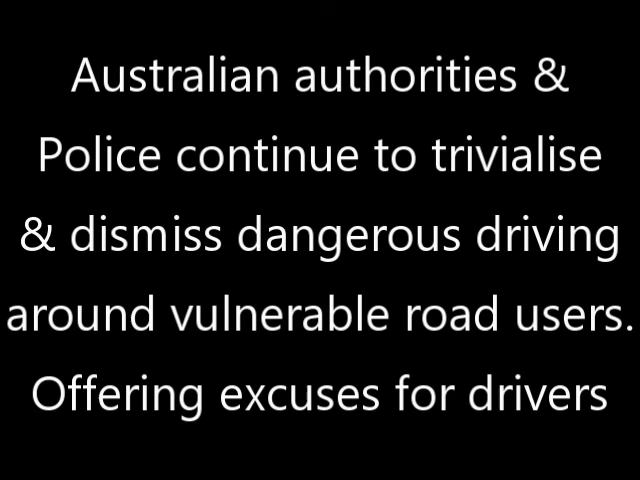 Australian authorities &
Police continue to trivialise
& dismiss dangerous driving
around vulnerable road users.
Offering excuses for drivers